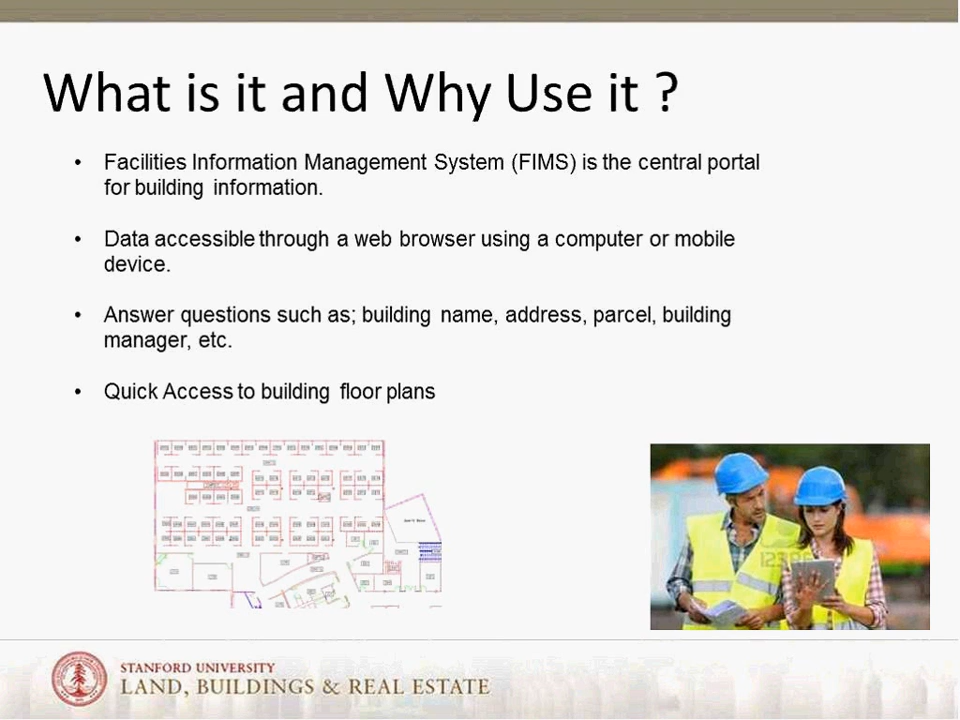 What is it and Why Use it ?
• Facilities Information Management System (FIMS) is the central portal
for building information.
• Data accessible through a web browser using a computer or mobile
device.
• Answer questions such as; building name, address, parcel, building
manager, etc.
• Quick Access to building floor plans
STANFORD UNIVERSITY
LAND, BUILDINGS & REAL ESTATE